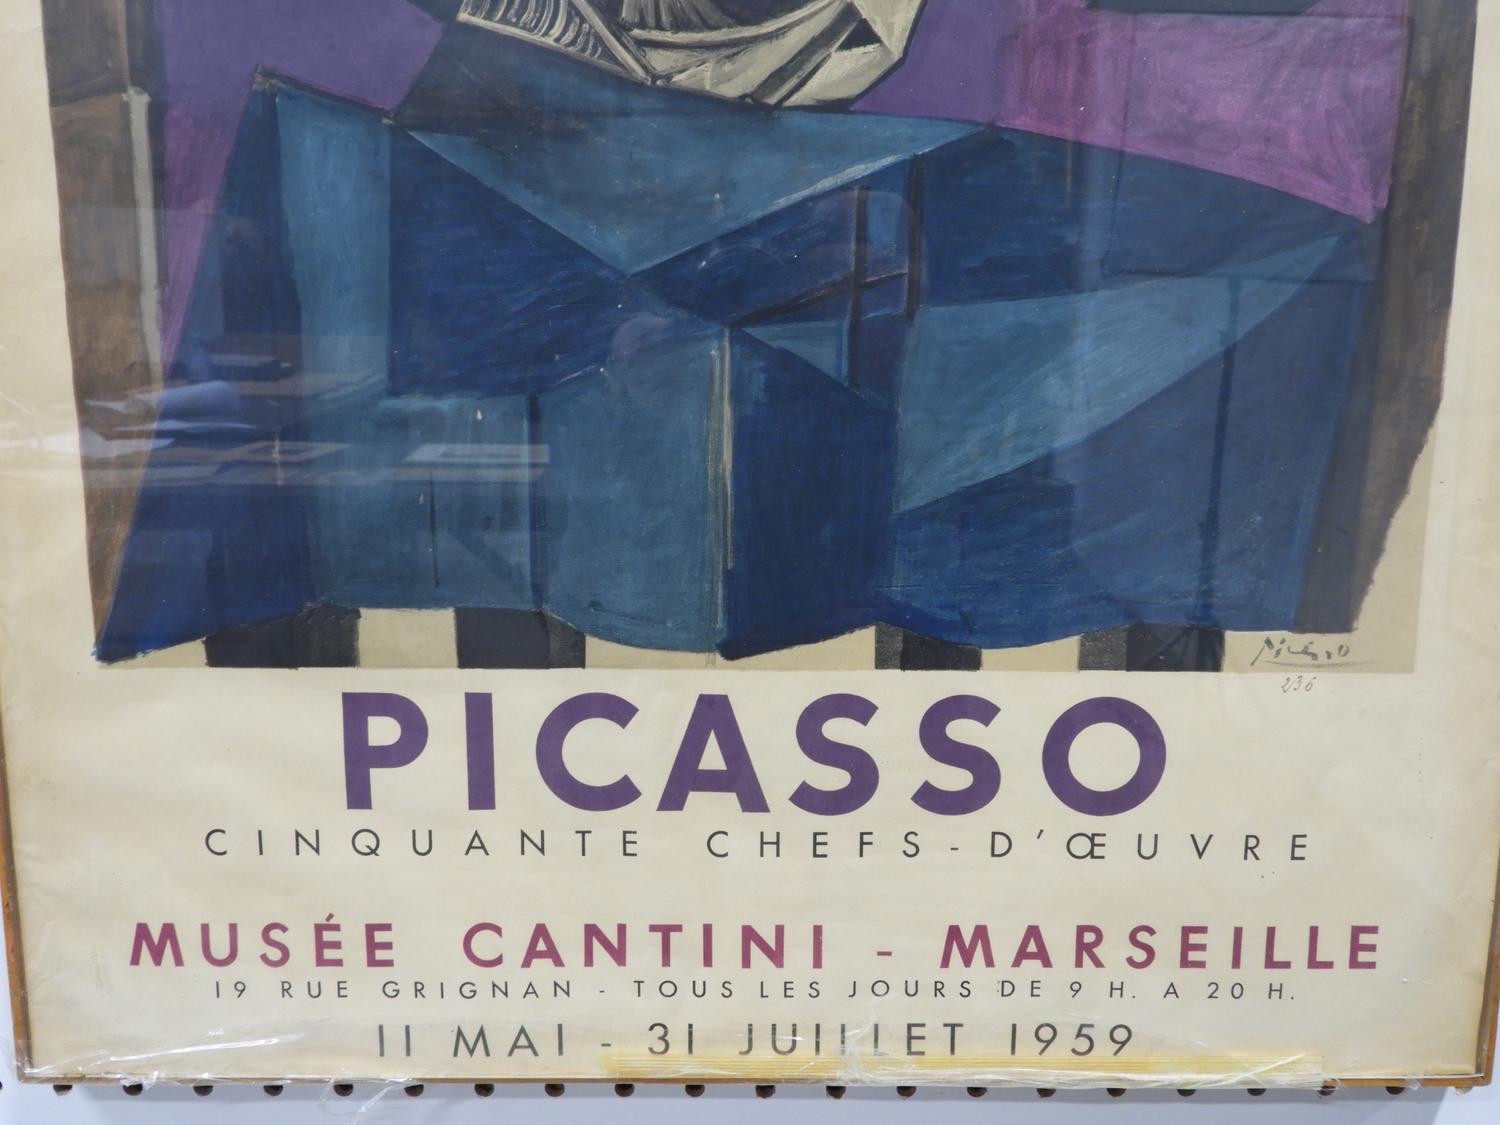 Picasso
236
PICASSO
CINQUANTE CHEFS-D'ŒUVRE
MUSÉE CANTINI - MARSEILLE
19 RUE GRIGNAN - TOUS LES JOURS DE 9 H. A 20 H.
11 MAI - 31 JUILLET 1959